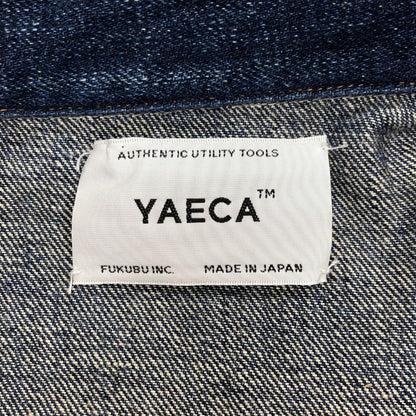 AUTHENTIC UTILITY TOOLS
YAECA™
FUKUBU INC. MADE IN JAPAN